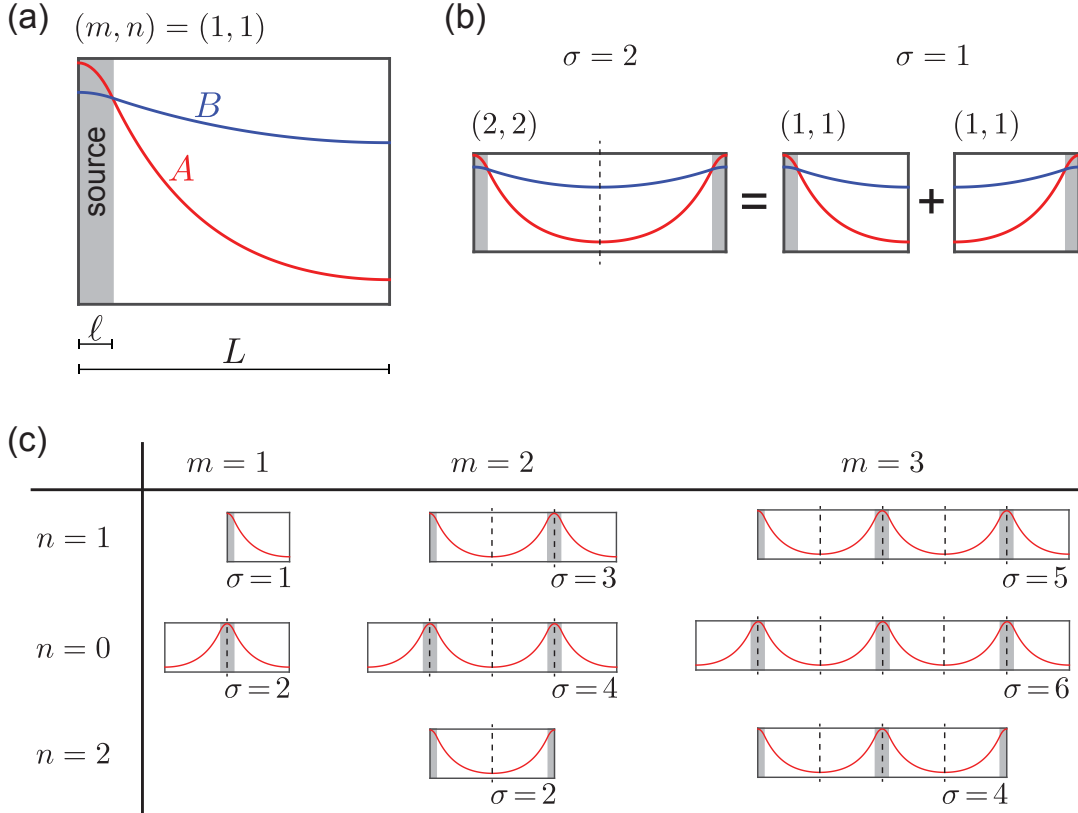 (a)
(m, n) = (1, 1)
source
A
B
ℓ
L
(b)
σ = 2
σ = 1
(2, 2)
(1, 1)
(1, 1)
=
+
(c)
m = 1
m = 2
m = 3
n = 1
σ = 1
σ = 3
σ = 5
n = 0
σ = 2
σ = 4
σ = 6
n = 2
σ = 2
σ = 4